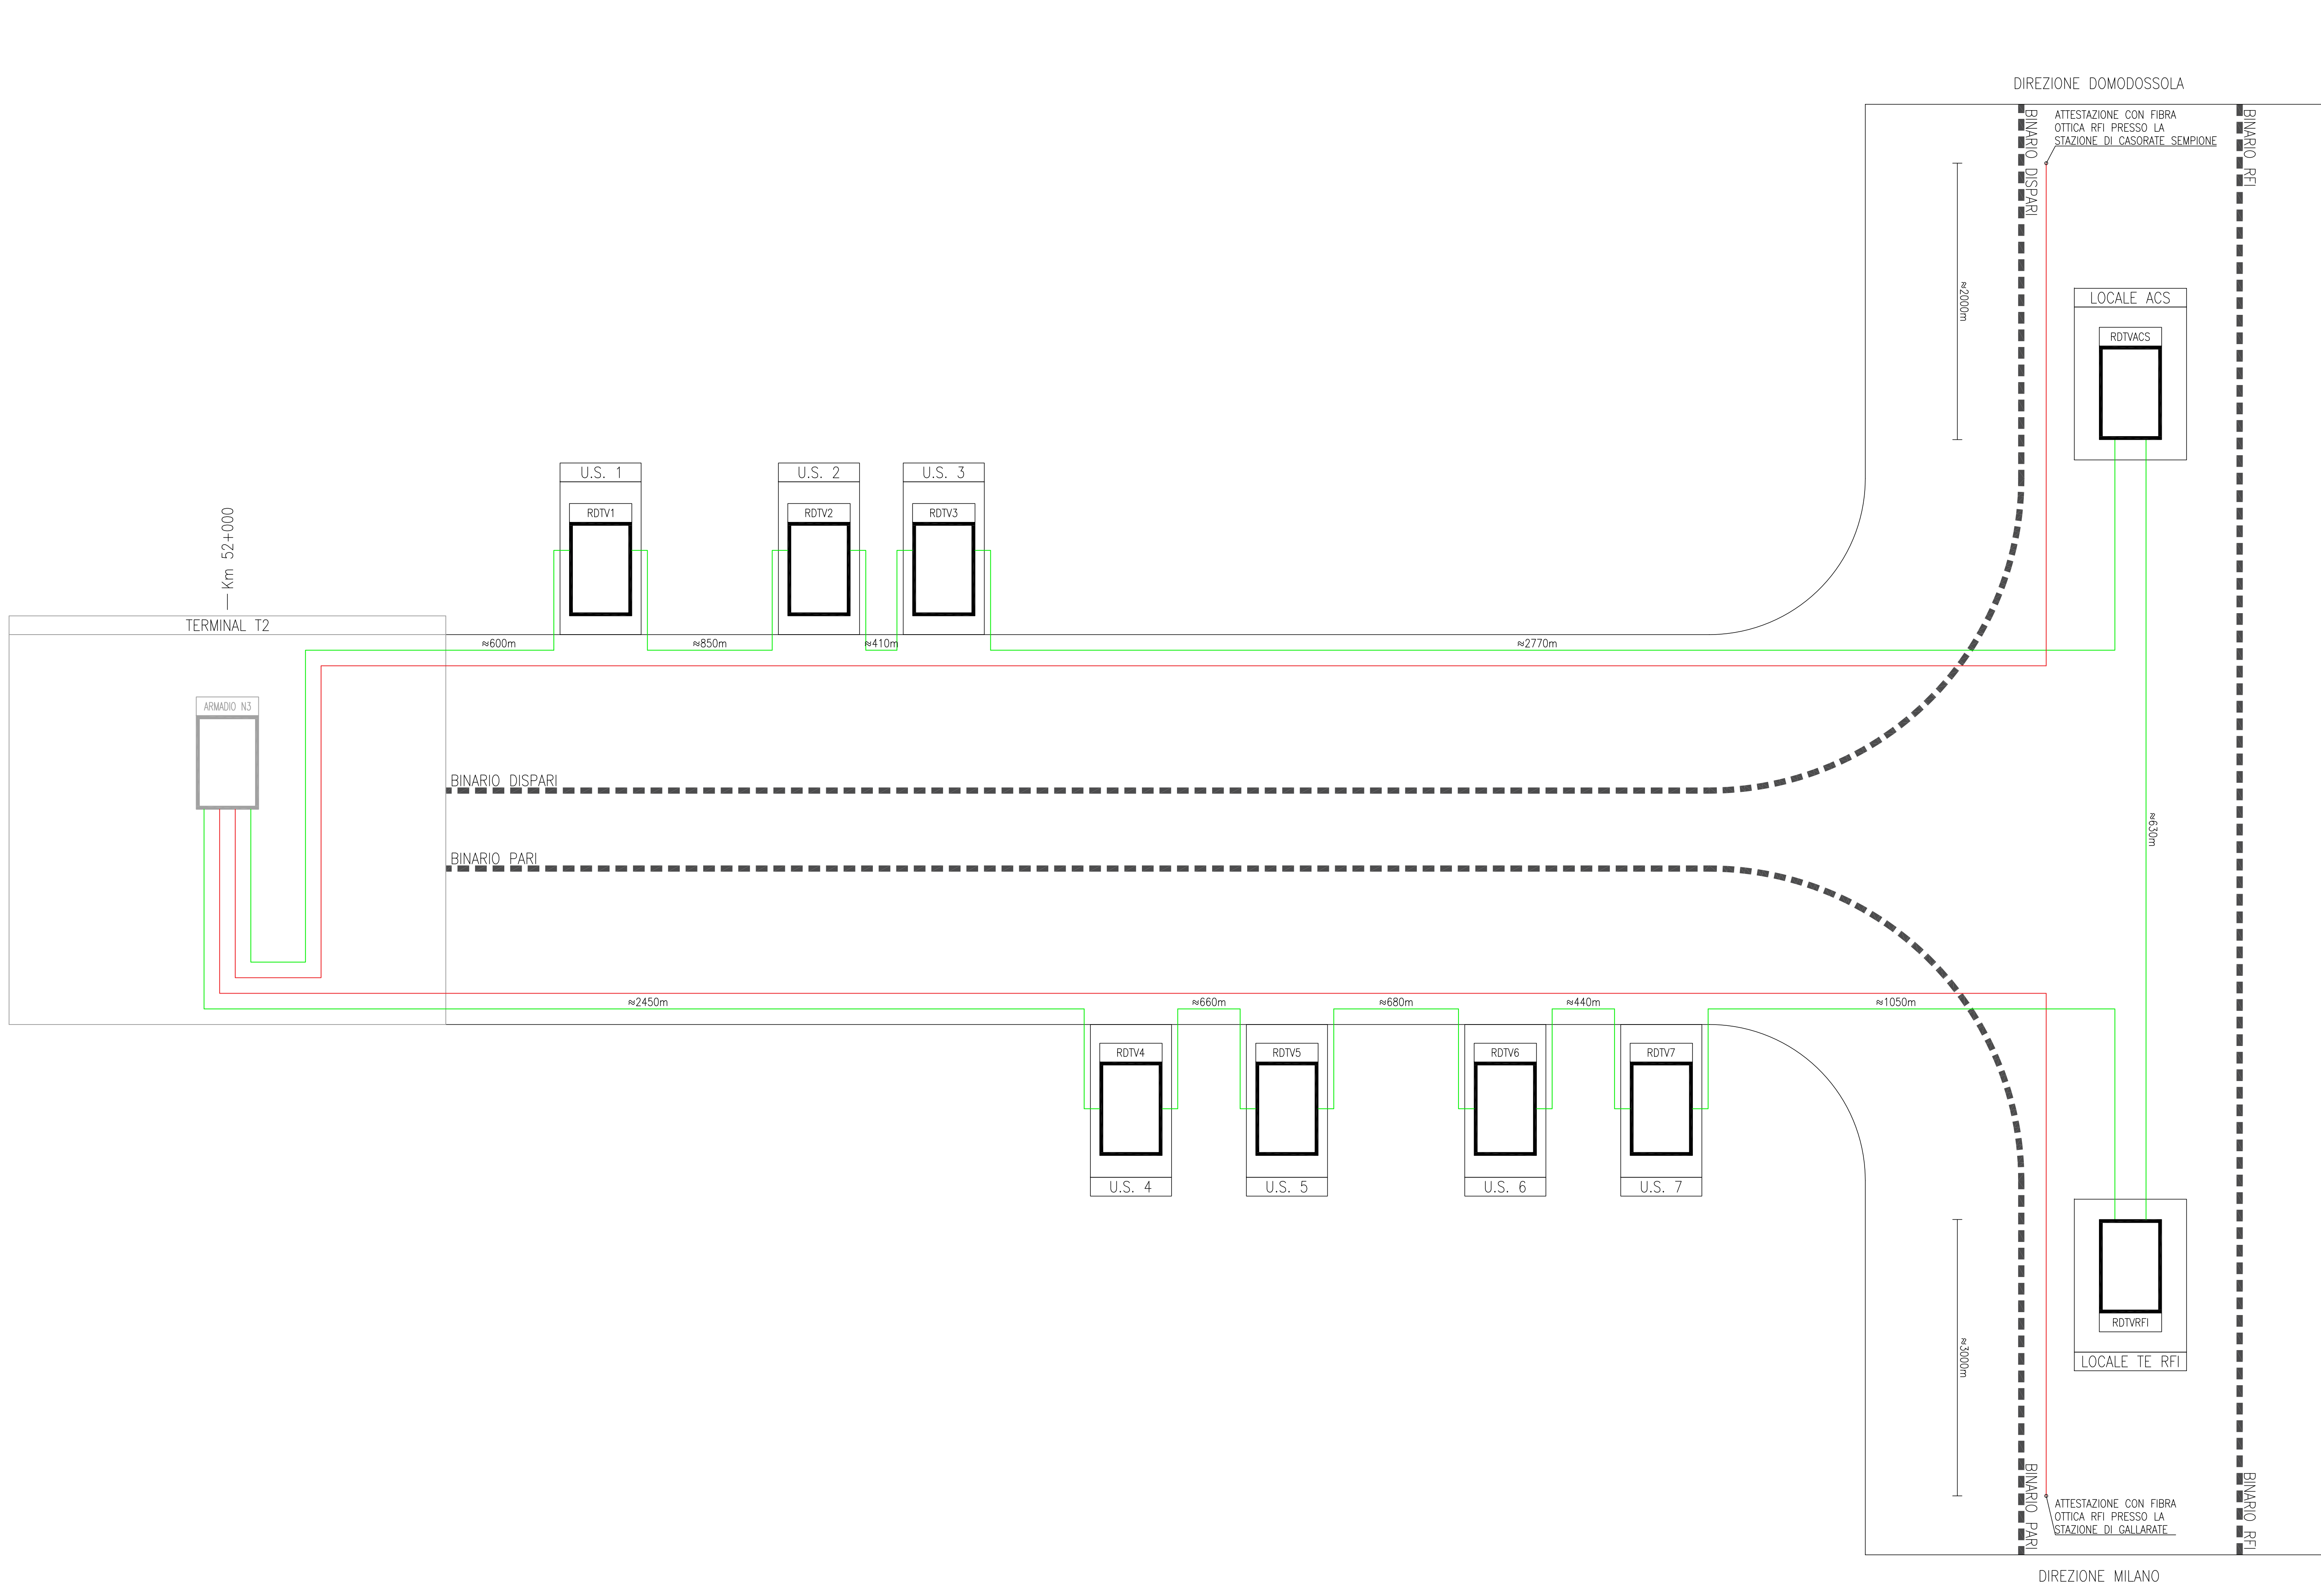 DIREZIONE DOMODOSSOLA
BINARIO DISPARI
ATTESTAZIONE CON FIBRA
OTTICA RFI PRESSO LA
STAZIONE DI CASORATE SEMPIONE
BINARIO RFI
≈2000m
LOCALE ACS
RDTVACS
U.S. 1
RDTV1
U.S. 2
RDTV2
U.S. 3
RDTV3
Km 52+000
TERMINAL T2
≈600m
≈850m
≈410m
≈2770m
ARMADIO N3
BINARIO DISPARI
BINARIO PARI
≈630m
≈2450m
≈660m
≈680m
≈440m
≈1050m
RDTV4
U.S. 4
RDTV5
U.S. 5
RDTV6
U.S. 6
RDTV7
U.S. 7
≈3000m
RDTVRFI
LOCALE TE RFI
BINARIO PARI
ATTESTAZIONE CON FIBRA
OTTICA RFI PRESSO LA
STAZIONE DI GALLARATE
BINARIO RFI
DIREZIONE MILANO